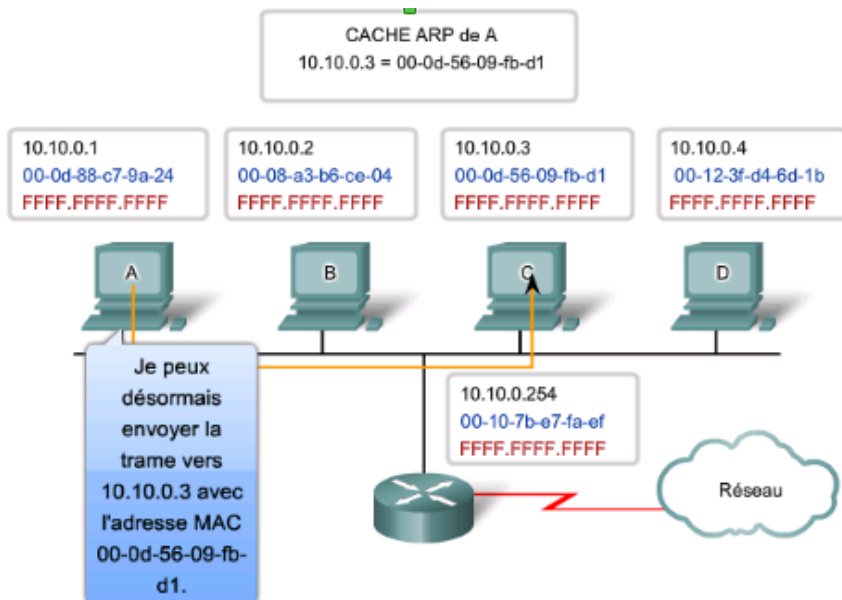 CACHE ARP de A
10.10.0.3 = 00-0d-56-09-fb-d1
10.10.0.1
00-0d-88-c7-9a-24
FFFF.FFFF.FFFF
10.10.0.2
00-08-a3-b6-ce-04
FFFF.FFFF.FFFF
10.10.0.3
00-0d-56-09-fb-d1
FFFF.FFFF.FFFF
10.10.0.4
00-12-3f-d4-6d-1b
FFFF.FFFF.FFFF
A
B
C
D
Je peux
désormais
envoyer la
trame vers
10.10.0.3 avec
l'adresse MAC
00-0d-56-09-fb-
d1.
10.10.0.254
00-10-7b-e7-fa-ef
FFFF.FFFF.FFFF
Réseau